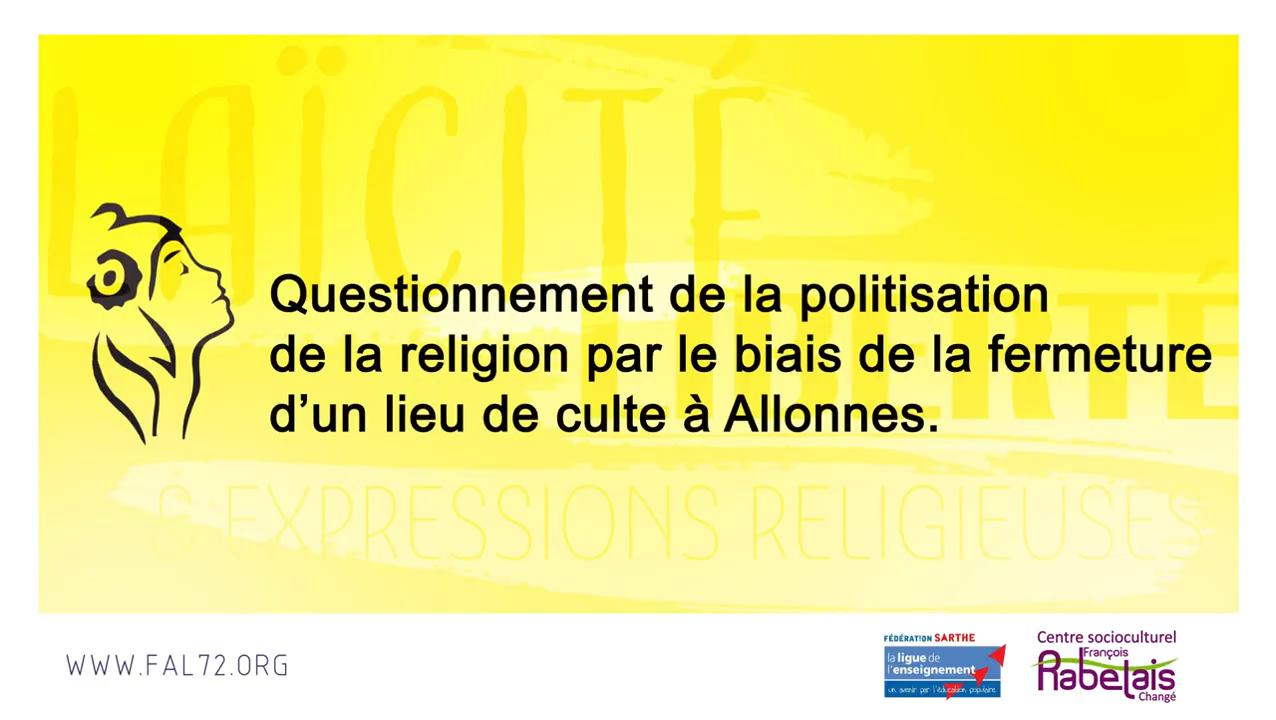 LAÏCITÉ
LIBERTÉ
& EXPRESSIONS RELIGIEUSES
Questionnement de la politisation
de la religion par le biais de la fermeture
d’un lieu de culte à Allonnes.
WWW.FAL72.ORG
FÉDÉRATION SARTHE
la ligue de
l'enseignement
un avenir par l'éducation populaire
Centre socioculturel
François
Rabelais
Changé